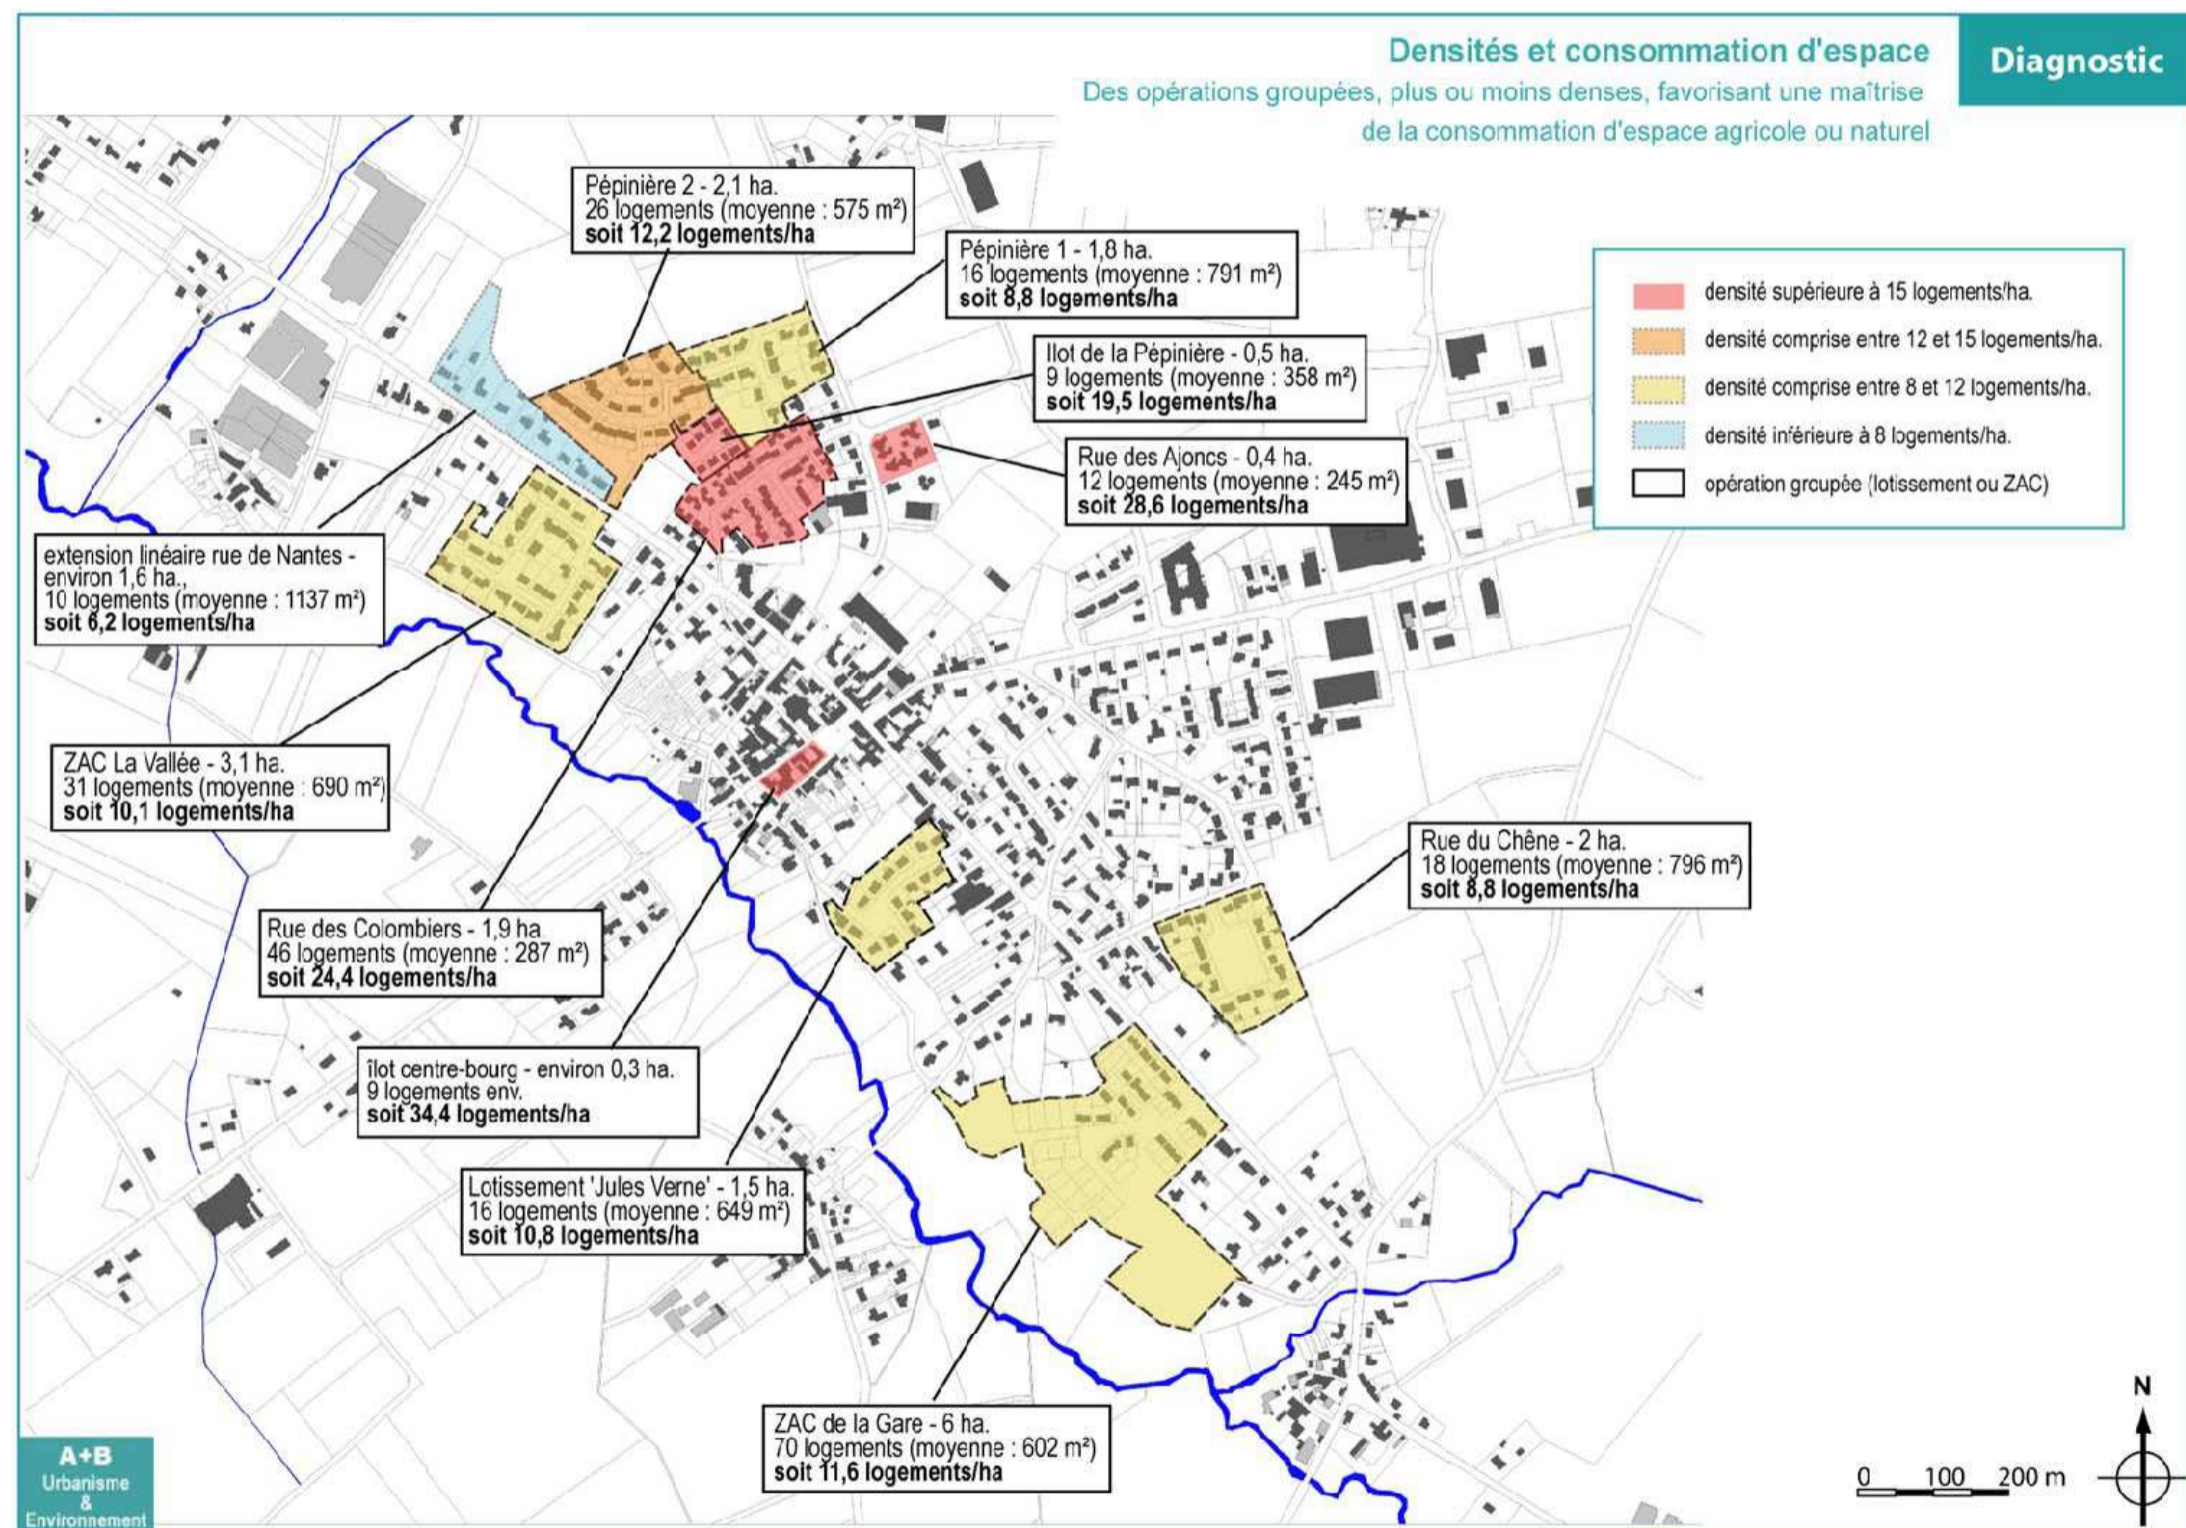 Densités et consommation d'espace
Des opérations groupées, plus ou moins denses, favorisant une maîtrise
de la consommation d'espace agricole ou naturel
Diagnostic
Pépinière 2 - 2,1 ha.
26 logements (moyenne : 575 m²)
soit 12,2 logements/ha
Pépinière 1 - 1,8 ha.
16 logements (moyenne : 791 m²)
soit 8,8 logements/ha
Ilot de la Pépinière - 0,5 ha.
9 logements (moyenne : 358 m²)
soit 19,5 logements/ha
Rue des Ajoncs - 0,4 ha.
12 logements (moyenne : 245 m²)
soit 28,6 logements/ha
densité supérieure à 15 logements/ha.
densité comprise entre 12 et 15 logements/ha.
densité comprise entre 8 et 12 logements/ha.
densité inférieure à 8 logements/ha.
opération groupée (lotissement ou ZAC)
extension linéaire rue de Nantes -
environ 1,6 ha.,
10 logements (moyenne : 1137 m²)
soit 6,2 logements/ha
ZAC La Vallée - 3,1 ha.
31 logements (moyenne : 690 m²)
soit 10,1 logements/ha
Rue du Chêne - 2 ha.
18 logements (moyenne : 796 m²)
soit 8,8 logements/ha
Rue des Colombiers - 1,9 ha.
46 logements (moyenne : 287 m²)
soit 24,4 logements/ha
îlot centre-bourg - environ 0,3 ha.
9 logements env.
soit 34,4 logements/ha
Lotissement 'Jules Verne' - 1,5 ha.
16 logements (moyenne : 649 m²)
soit 10,8 logements/ha
ZAC de la Gare - 6 ha.
70 logements (moyenne : 602 m²)
soit 11,6 logements/ha
A+B
Urbanisme
&
Environnement
N
0 100 200 m